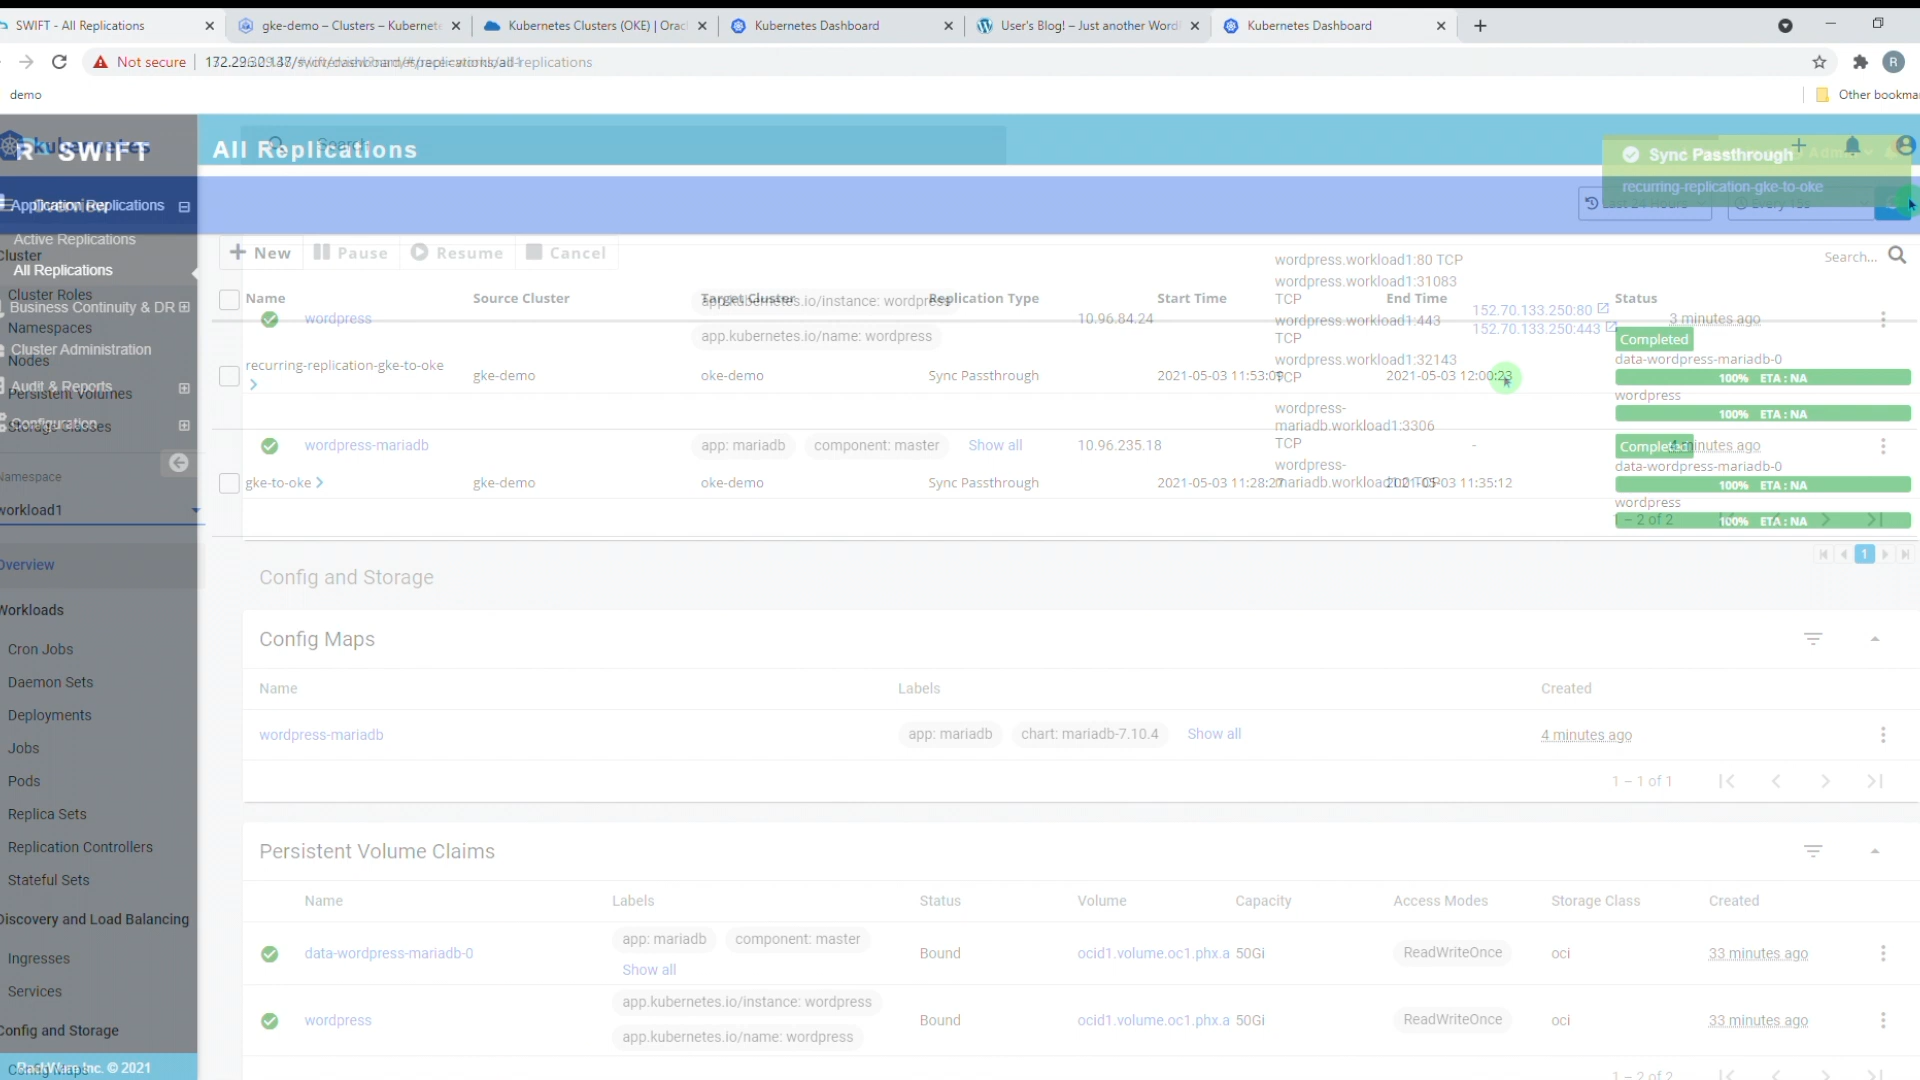 SWIFT - All Replications
gke-demo – Clusters – Kubernete
Kubernetes Clusters (OKE) | Orac
Kubernetes Dashboard
User's Blog! – Just another Word
Kubernetes Dashboard
Not secure
R
demo
Other bookma
kubernetes
SWIFT
Search
All Replications
Sync Passthrough
recurring-replication-gke-to-oke
Application Replications
Overview
Last 24 Hours
Every 15s
Active Replications
Cluster
All Replications
Cluster Roles
Business Continuity & DR
Namespaces
Cluster Administration
Nodes
Audit & Reports
Persistent Volumes
Configuration
Storage Classes
Namespace
workload1
Overview
Workloads
Cron Jobs
Daemon Sets
Deployments
Jobs
Pods
Replica Sets
Replication Controllers
Stateful Sets
Discovery and Load Balancing
Ingresses
Services
Config and Storage
Config Maps
RackWare Inc. © 2021
New Pause Resume Cancel
Search...
Name Source Cluster Target Cluster Replication Type Start Time End Time Status
wordpress
app.kubernetes.io/instance: wordpress
app.kubernetes.io/name: wordpress
10.96.84.24
wordpress.workload1:80 TCP
wordpress.workload1:31083
TCP
wordpress.workload1:443
TCP
wordpress.workload1:32143
TCP
152.70.133.250:80
152.70.133.250:443
3 minutes ago
recurring-replication-gke-to-oke
gke-demo oke-demo Sync Passthrough 2021-05-03 11:53:09 2021-05-03 12:00:23
Completed
data-wordpress-mariadb-0
100% ETA : NA
wordpress
100% ETA : NA
wordpress-mariadb
app: mariadb component: master Show all
10.96.235.18
wordpress-
mariadb.workload1:3306
TCP
wordpress-
mariadb.workload1:0 TCP
-
minutes ago
gke-to-oke
gke-demo oke-demo Sync Passthrough 2021-05-03 11:28:27 2021-05-03 11:35:12
Completed
data-wordpress-mariadb-0
100% ETA : NA
wordpress
100% ETA : NA
1 – 2 of 2
1
Config and Storage
Config Maps
Name Labels Created
wordpress-mariadb app: mariadb chart: mariadb-7.10.4 Show all 4 minutes ago
1 – 1 of 1
Persistent Volume Claims
Name Labels Status Volume Capacity Access Modes Storage Class Created
app: mariadb component: master
data-wordpress-mariadb-0 Bound ocid1.volume.oc1.phx.a 50Gi ReadWriteOnce oci 33 minutes ago
Show all
app.kubernetes.io/instance: wordpress
wordpress Bound ocid1.volume.oc1.phx.a 50Gi ReadWriteOnce oci 33 minutes ago
app.kubernetes.io/name: wordpress
1 – 2 of 2